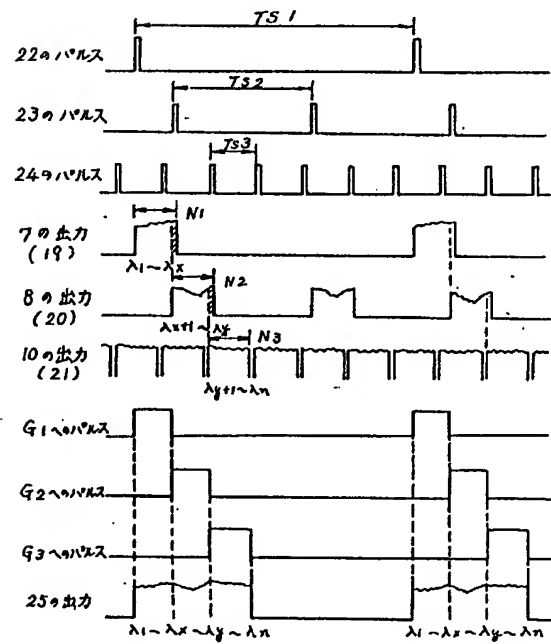 TS1
22のパルス
TS2
23のパルス
TS3
24のパルス
N1
7の出力
(19)
λ1~λx
N2
8の出力
(20)
λx+1~λy
N3
10の出力
(21)
λy+1~λn
G1へのパルス
G2へのパルス
G3へのパルス
25の出力
λ1~λx~λy~λn
λ1~λx~λy~λn